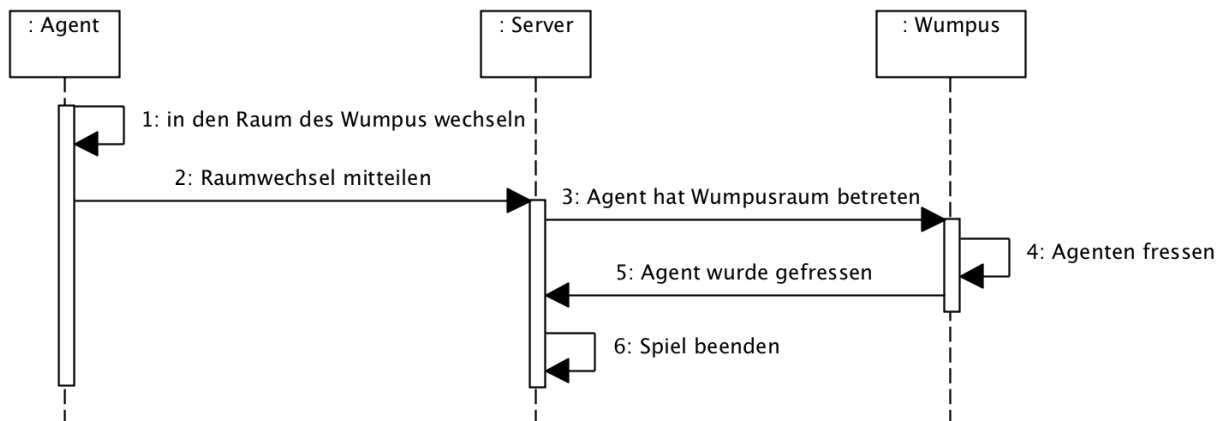 : Agent
: Server
: Wumpus
1: in den Raum des Wumpus wechseln
2: Raumwechsel mitteilen
3: Agent hat Wumpusraum betreten
4: Agenten fressen
5: Agent wurde gefressen
6: Spiel beenden